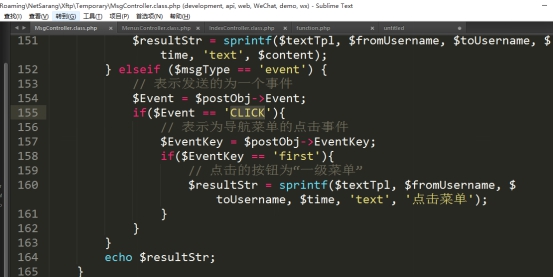 Roaming\NetSarang\Xftp\Temporary\MsgController.class.php (development, api, web, WeChat, demo, wx) - Sublime Text
查找(I) 查看(V) 转到(G) 工具(T) 项目(P) 首选项(N) 帮助(H)
MsgController.class.php MenusController.class.php IndexController.class.php function.php untitled
151 $resultStr = sprintf($textTpl, $fromUsername, $toUsername, $
time, 'text', $content);
152 } elseif ($msgType == 'event') {
153 // 表示发送的为一个事件
154 $Event = $postObj->Event;
155 if($Event == 'CLICK'){
156 // 表示为导航菜单的点击事件
157 $EventKey = $postObj->EventKey;
158 if($EventKey == 'first'){
159 // 点击的按钮为“一级菜单”
160 $resultStr = sprintf($textTpl, $fromUsername, $
toUsername, $time, 'text', '点击菜单');
161 }
162 }
163 }
164 echo $resultStr;
165 }